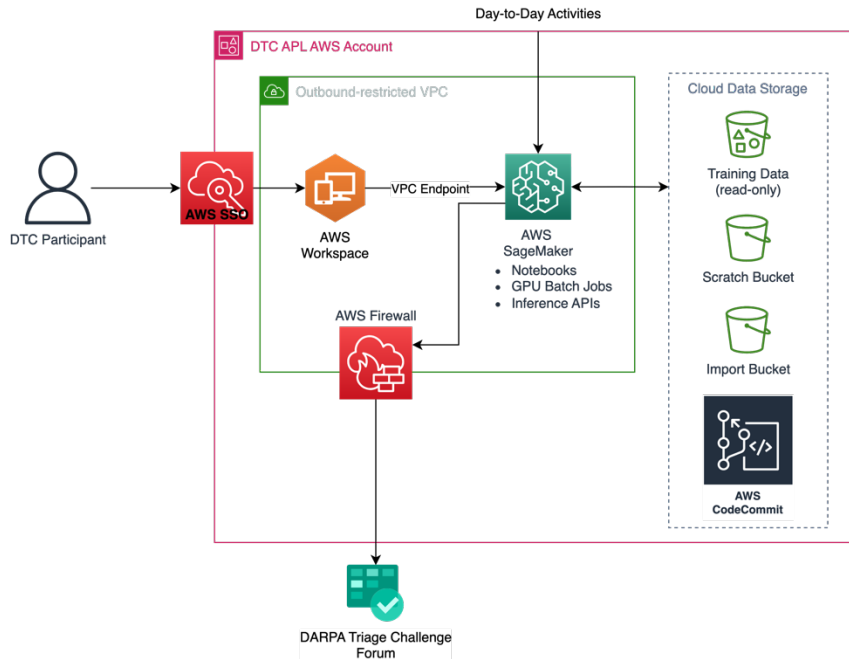 Day-to-Day Activities
DTC APL AWS Account
Outbound-restricted VPC
Cloud Data Storage
Training Data
(read-only)
Scratch Bucket
Import Bucket
AWS
CodeCommit
DTC Participant
AWS SSO
AWS
Workspace
VPC Endpoint
AWS
SageMaker
• Notebooks
• GPU Batch Jobs
• Inference APIs
AWS Firewall
DARPA Triage Challenge
Forum